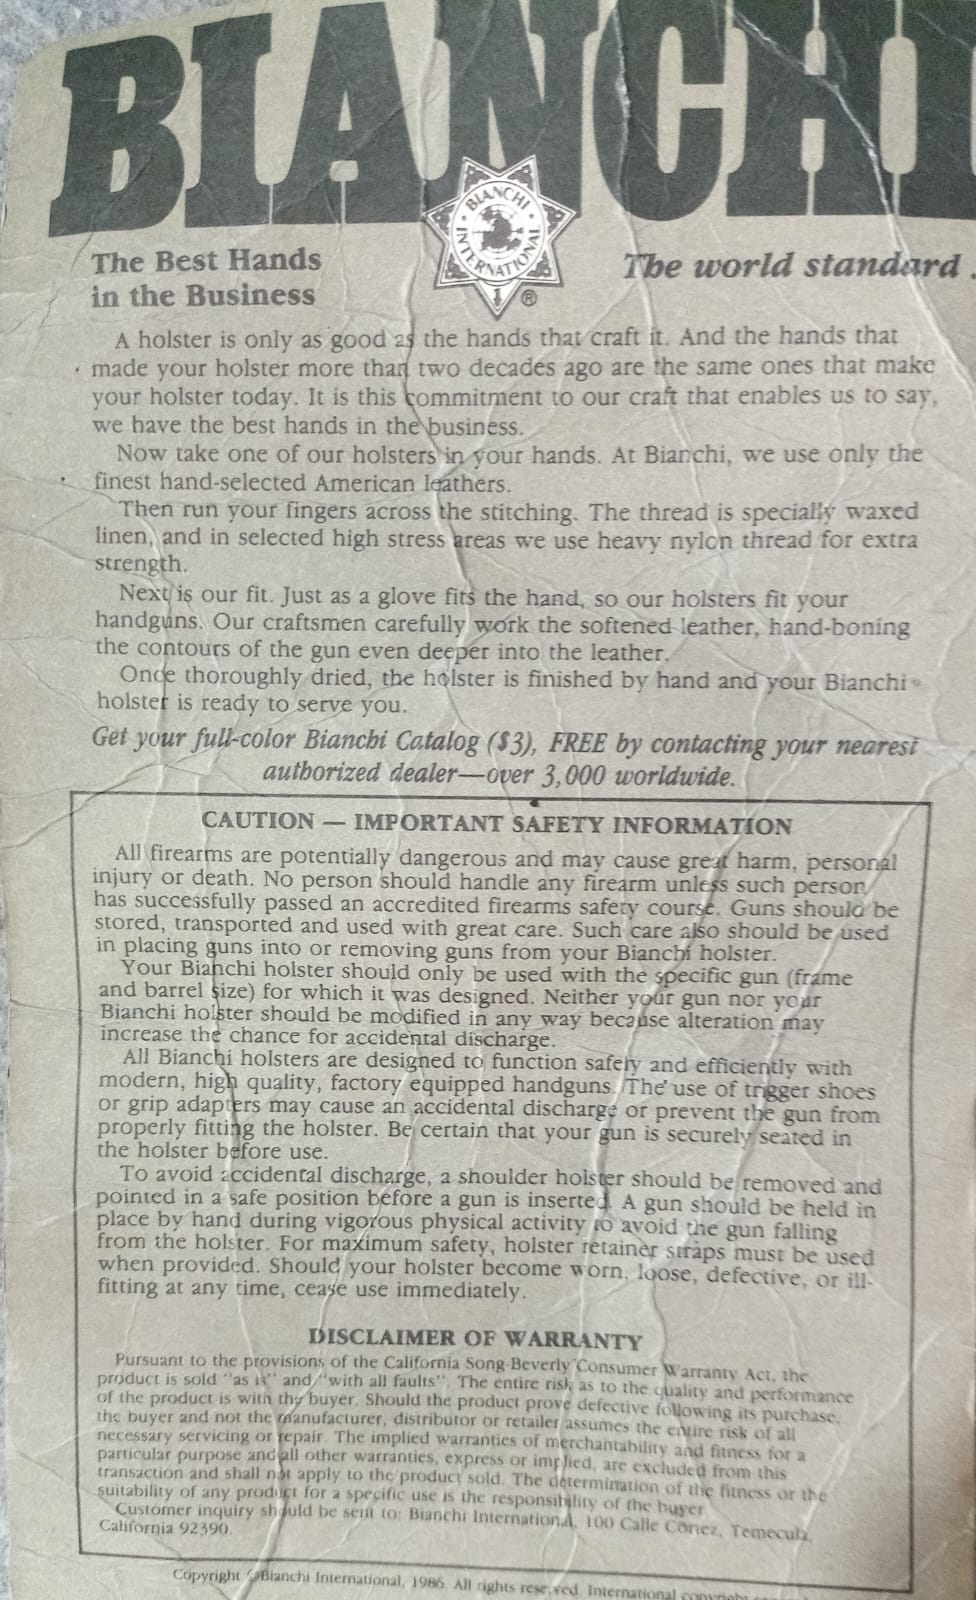 BIANCHI
BIANCHI
INTERNATIONAL
1
®
The Best Hands
in the Business
The world standard.
A holster is only as good as the hands that craft it. And the hands that
made your holster more than two decades ago are the same ones that make
your holster today. It is this commitment to our craft that enables us to say,
we have the best hands in the business.
Now take one of our holsters in your hands. At Bianchi, we use only the
finest hand-selected American leathers.
Then run your fingers across the stitching. The thread is specially waxed
linen, and in selected high stress areas we use heavy nylon thread for extra
strength.
Next is our fit. Just as a glove fits the hand, so our holsters fit your
handguns. Our craftsmen carefully work the softened leather, hand-boning
the contours of the gun even deeper into the leather.
Once thoroughly dried, the holster is finished by hand and your Bianchi®
holster is ready to serve you.
Get your full-color Bianchi Catalog ($3), FREE by contacting your nearest
authorized dealer—over 3,000 worldwide.
CAUTION — IMPORTANT SAFETY INFORMATION
All firearms are potentially dangerous and may cause great harm, personal
injury or death. No person should handle any firearm unless such person
has successfully passed an accredited firearms safety course. Guns should be
stored, transported and used with great care. Such care also should be used
in placing guns into or removing guns from your Bianchi holster.
Your Bianchi holster should only be used with the specific gun (frame
and barrel size) for which it was designed. Neither your gun nor your
Bianchi holster should be modified in any way because alteration may
increase the chance for accidental discharge.
All Bianchi holsters are designed to function safely and efficiently with
modern, high quality, factory equipped handguns. The use of trigger shoes
or grip adapters may cause an accidental discharge or prevent the gun from
properly fitting the holster. Be certain that your gun is securely seated in
the holster before use.
To avoid accidental discharge, a shoulder holster should be removed and
pointed in a safe position before a gun is inserted. A gun should be held in
place by hand during vigorous physical activity to avoid the gun falling
from the holster. For maximum safety, holster retainer straps must be used
when provided. Should your holster become worn, loose, defective, or ill-
fitting at any time, cease use immediately.
DISCLAIMER OF WARRANTY
Pursuant to the provisions of the California Song-Beverly Consumer Warranty Act, the
product is sold "as is" and "with all faults". The entire risk as to the quality and performance
of the product is with the buyer. Should the product prove defective following its purchase,
the buyer and not the manufacturer, distributor or retailer assumes the entire risk of all
necessary servicing or repair. The implied warranties of merchantability and fitness for a
particular purpose and all other warranties, express or implied, are excluded from this
transaction and shall not apply to the product sold. The determination of the fitness or the
suitability of any product for a specific use is the responsibility of the buyer
Customer inquiry should be sent to: Bianchi International, 100 Calle Cortez, Temecula,
California 92390.
Copyright ©Bianchi International, 1986. All rights reserved. International copyright